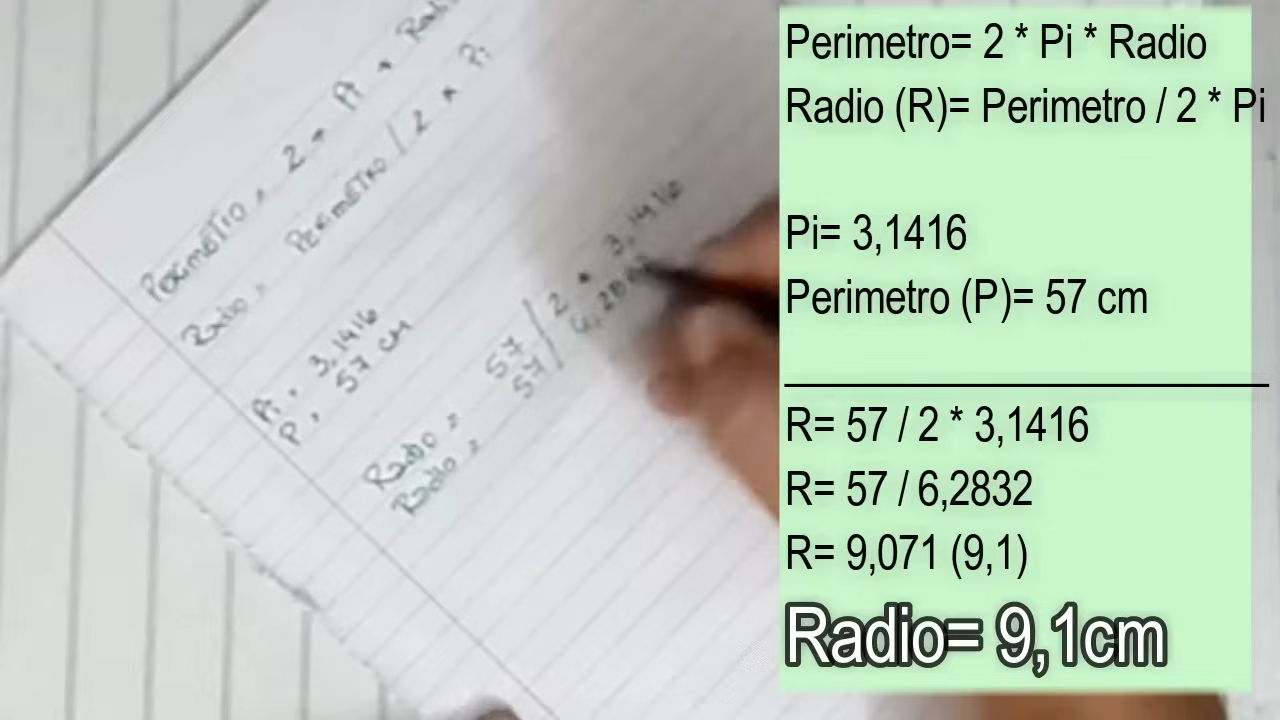 PERIMETRO = 2 * Pi * Radio
Radio = PERIMETRO / 2 * Pi
Pi = 3,1416
P = 57 cm
Radio = 57 / 2 * 3,1416
Radio = 57 /
Perimetro= 2 * Pi * Radio
Radio (R)= Perimetro / 2 * Pi
Pi= 3,1416
Perimetro (P)= 57 cm
R= 57 / 2 * 3,1416
R= 57 / 6,2832
R= 9,071 (9,1)
Radio= 9,1cm